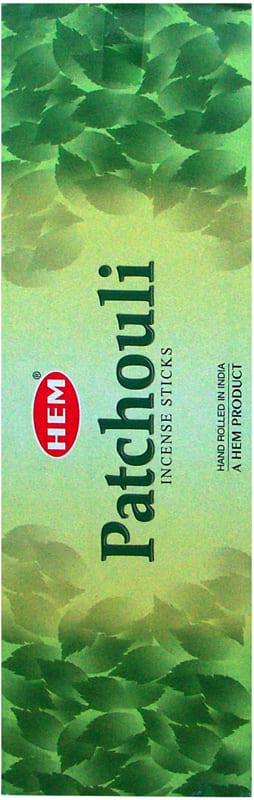 HEM®
Patchouli
INCENSE STICKS
HAND ROLLED IN INDIA
A HEM PRODUCT